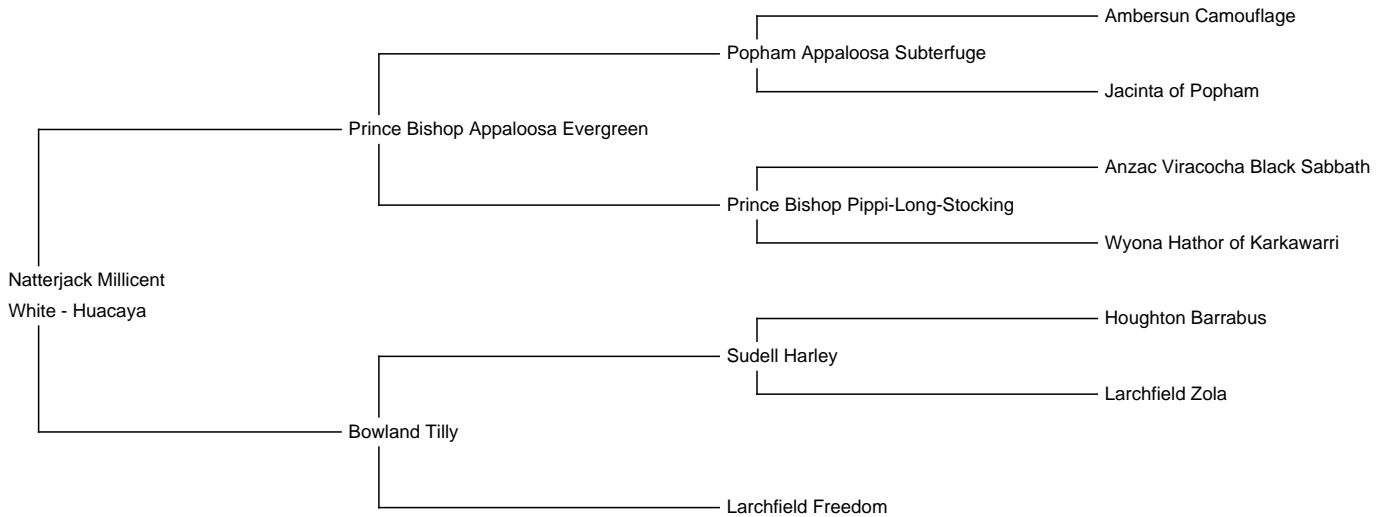 Ambersun Camouflage
Popham Appaloosa Subterfuge
Jacinta of Popham
Prince Bishop Appaloosa Evergreen
Anzac Viracocha Black Sabbath
Prince Bishop Pippi-Long-Stocking
Wyona Hathor of Karkawarri
Natterjack Millicent
White - Huacaya
Houghton Barrabus
Sudell Harley
Larchfield Zola
Bowland Tilly
Larchfield Freedom